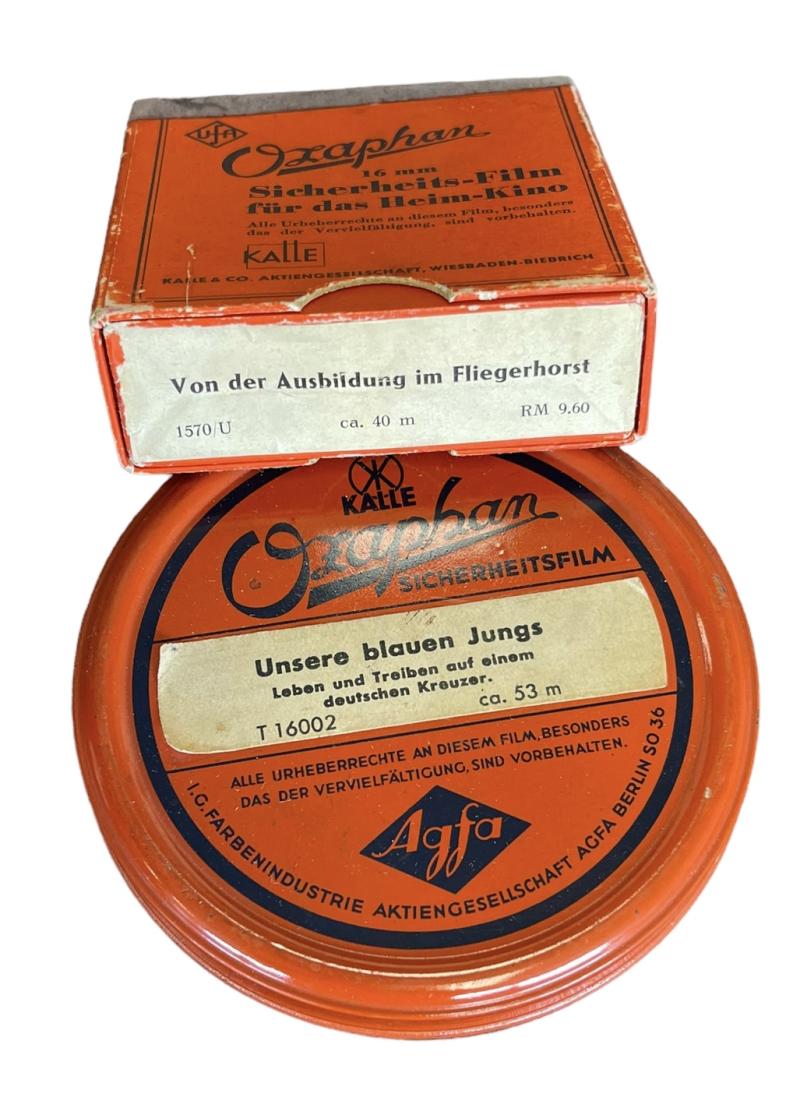 UFA
Ozaphan
16 mm
Sicherheits-Film
für das Heim-Kino
Alle Urheberrechte an diesem Film, besonders
das der Vervielfältigung, sind vorbehalten.
KALLE
KALLE & CO. AKTIENGESELLSCHAFT, WIESBADEN-BIEBRICH
Von der Ausbildung im Fliegerhorst
1570/U ca. 40 m RM 9.60
KALLE
Ozaphan
SICHERHEITSFILM
Unsere blauen Jungs
Leben und Treiben auf einem
deutschen Kreuzer.
T 16002 ca. 53 m
ALLE URHEBERRECHTE AN DIESEM FILM, BESONDERS
DAS DER VERVIELFÄLTIGUNG, SIND VORBEHALTEN.
Agfa
I.G. FARBENINDUSTRIE AKTIENGESELLSCHAFT AGFA BERLIN SO 36